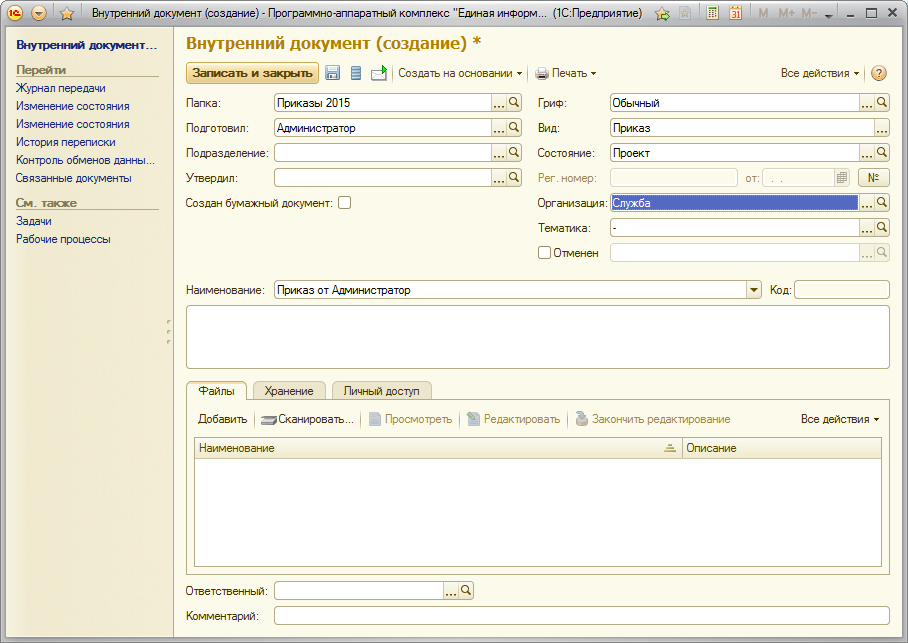 Внутренний документ (создание) - Программно-аппаратный комплекс "Единая информ... (1С:Предприятие)
31 M M+ M-
Внутренний документ...
Перейти
Журнал передачи
Изменение состояния
Изменение состояния
История переписки
Контроль обменов данны...
Связанные документы
См. также
Задачи
Рабочие процессы
Внутренний документ (создание) *
Записать и закрыть Создать на основании Печать Все действия ?
Папка: Приказы 2015 ... Гриф: Обычный ...
Подготовил: Администратор ... Вид: Приказ ...
Подразделение: ... Состояние: Проект ...
Утвердил: ... Рег. номер: от: . . №
Создан бумажный документ: Организация: Служба ...
Тематика: - ...
Отменен ...
Наименование: Приказ от Администратор Код:
Файлы Хранение Личный доступ
Добавить Сканировать... Просмотреть Редактировать Закончить редактирование Все действия
Наименование Описание
Ответственный: ...
Комментарий: